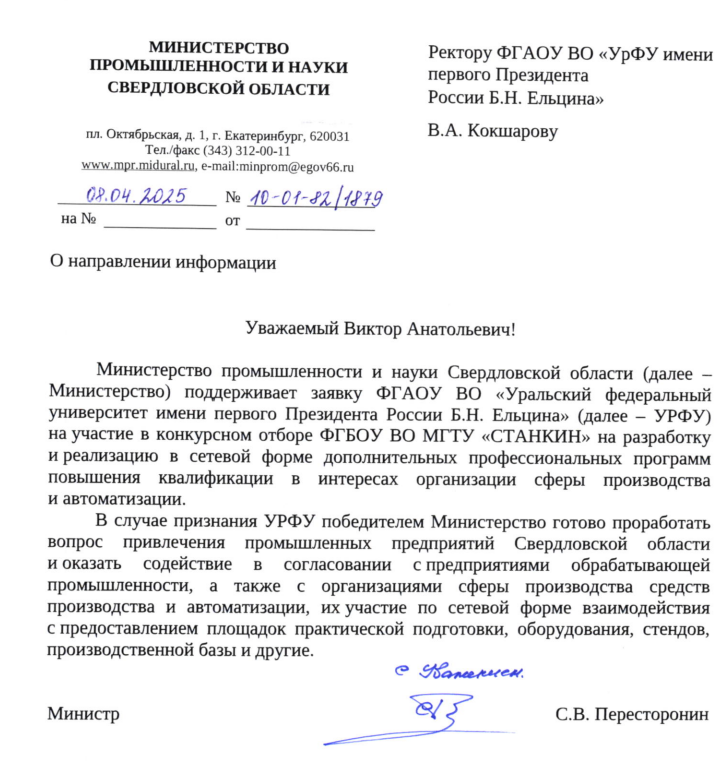 МИНИСТЕРСТВО
ПРОМЫШЛЕННОСТИ И НАУКИ
СВЕРДЛОВСКОЙ ОБЛАСТИ
пл. Октябрьская, д. 1, г. Екатеринбург, 620031
Тел./факс (343) 312-00-11
www.mpr.midural.ru, e-mail:minprom@egov66.ru
08.04.2025 № 10-01-82/1879
на № от
Ректору ФГАОУ ВО «УрФУ имени
первого Президента
России Б.Н. Ельцина»
В.А. Кокшарову
О направлении информации
Уважаемый Виктор Анатольевич!
Министерство промышленности и науки Свердловской области (далее –
Министерство) поддерживает заявку ФГАОУ ВО «Уральский федеральный
университет имени первого Президента России Б.Н. Ельцина» (далее – УРФУ)
на участие в конкурсном отборе ФГБОУ ВО МГТУ «СТАНКИН» на разработку
и реализацию в сетевой форме дополнительных профессиональных программ
повышения квалификации в интересах организации сферы производства
и автоматизации.
В случае признания УРФУ победителем Министерство готово проработать
вопрос привлечения промышленных предприятий Свердловской области
и оказать содействие в согласовании с предприятиями обрабатывающей
промышленности, а также с организациями сферы производства средств
производства и автоматизации, их участие по сетевой форме взаимодействия
с предоставлением площадок практической подготовки, оборудования, стендов,
производственной базы и другие.
Министр С.В. Пересторонин